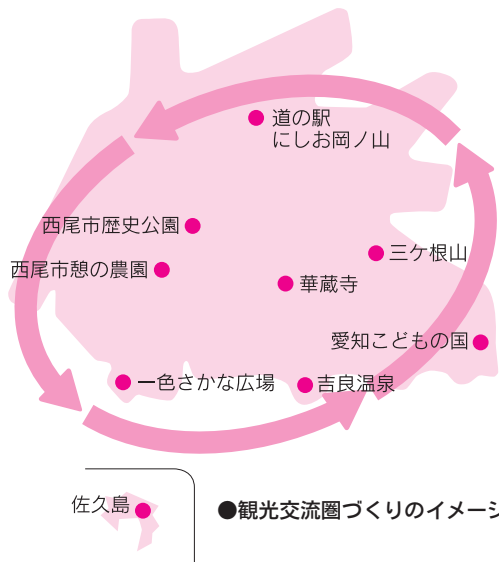 道の駅
にしお岡ノ山
西尾市歴史公園
三ケ根山
西尾市憩の農園
華蔵寺
愛知こどもの国
一色さかな広場
吉良温泉
佐久島
●観光交流圏づくりのイメージ